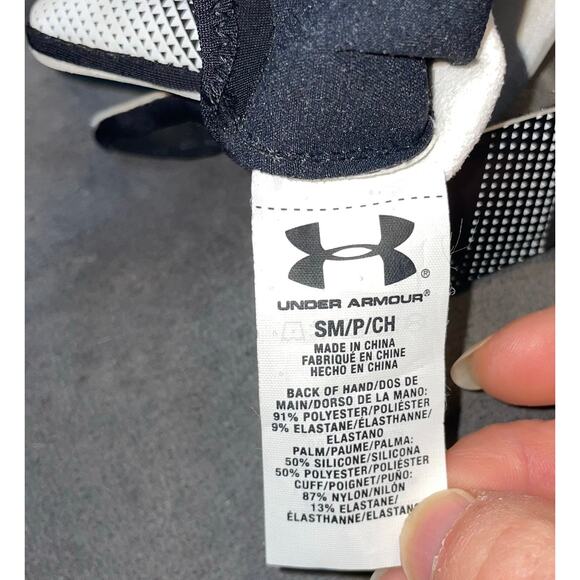 UNDER ARMOUR®
SM/P/CH
MADE IN CHINA
FABRIQUÉ EN CHINE
HECHO EN CHINA
BACK OF HAND/DOS DE
MAIN/DORSO DE LA MANO:
91% POLYESTER/POLIÉSTER
9% ELASTANE/ÉLASTHANNE/
ELASTANO
PALM/PAUME/PALMA:
50% SILICONE/SILICONA
50% POLYESTER/POLIÉSTER
CUFF/POIGNET/PUÑO:
87% NYLON/NILÓN
13% ELASTANE/
ÉLASTHANNE/ELASTANO